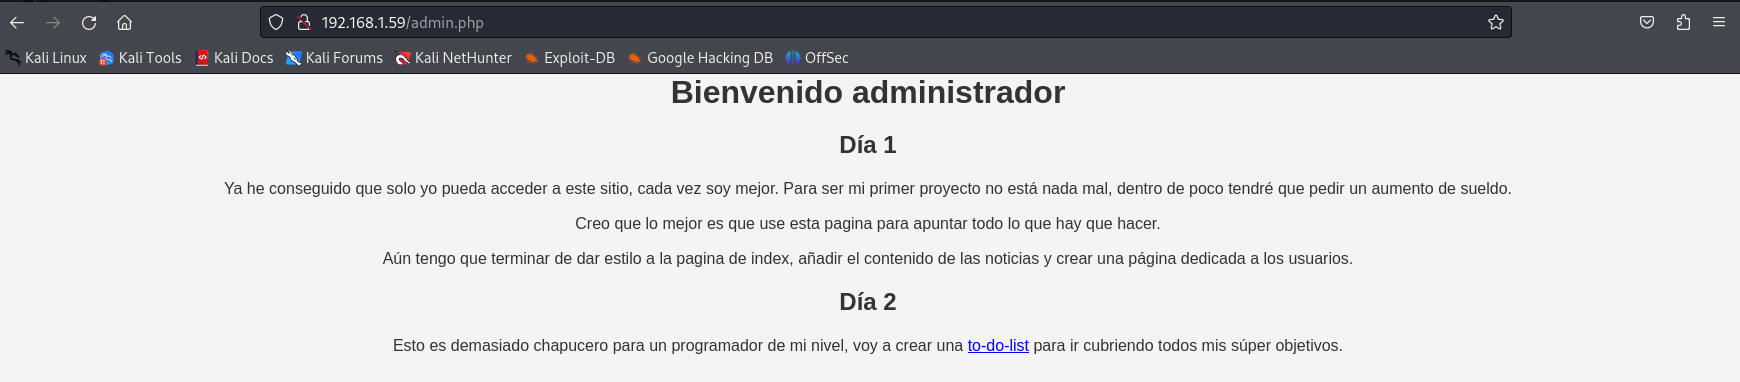 192.168.1.59/admin.php
Kali Linux Kali Tools Kali Docs Kali Forums Kali NetHunter Exploit-DB Google Hacking DB OffSec
Bienvenido administrador
Día 1
Ya he conseguido que solo yo pueda acceder a este sitio, cada vez soy mejor. Para ser mi primer proyecto no está nada mal, dentro de poco tendré que pedir un aumento de sueldo.
Creo que lo mejor es que use esta pagina para apuntar todo lo que hay que hacer.
Aún tengo que terminar de dar estilo a la pagina de index, añadir el contenido de las noticias y crear una página dedicada a los usuarios.
Día 2
Esto es demasiado chapucero para un programador de mi nivel, voy a crear una to-do-list para ir cubriendo todos mis súper objetivos.